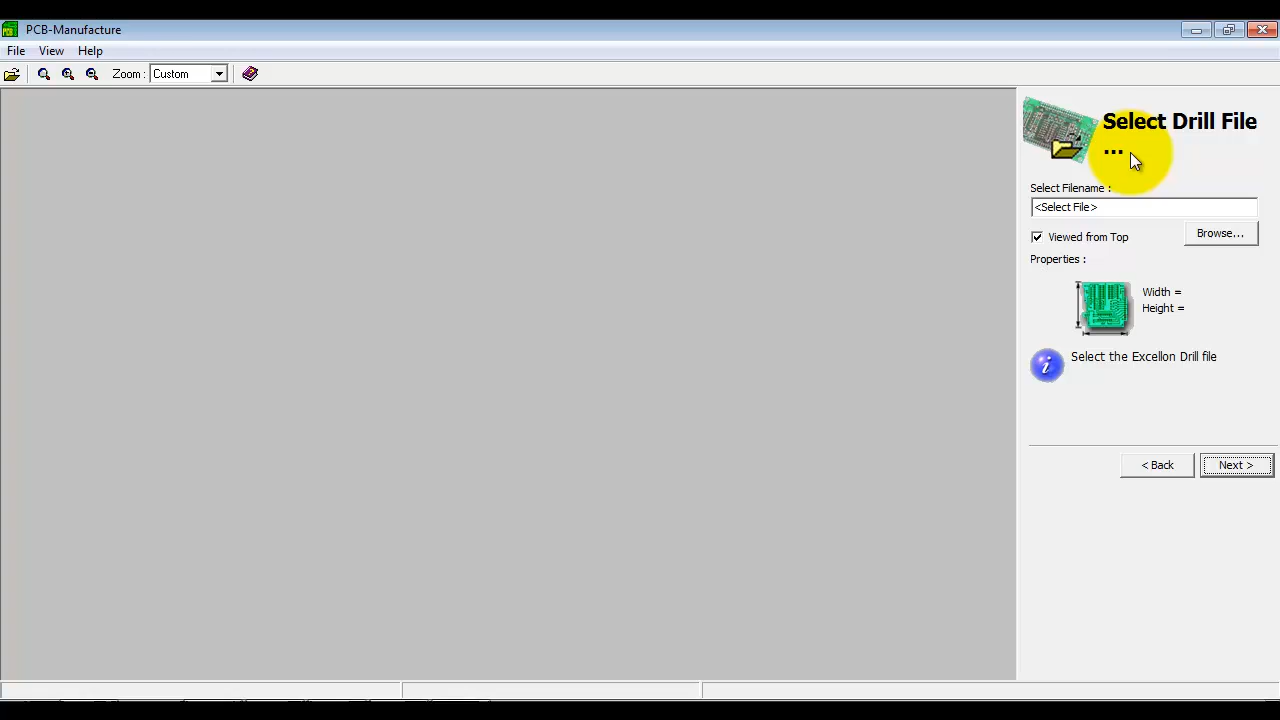 PCB-Manufacture
File View Help
Zoom : Custom
Select Drill File
...
Select Filename :
<Select File>
Viewed from Top
Browse...
Properties :
Width =
Height =
Select the Excellon Drill file
< Back Next >